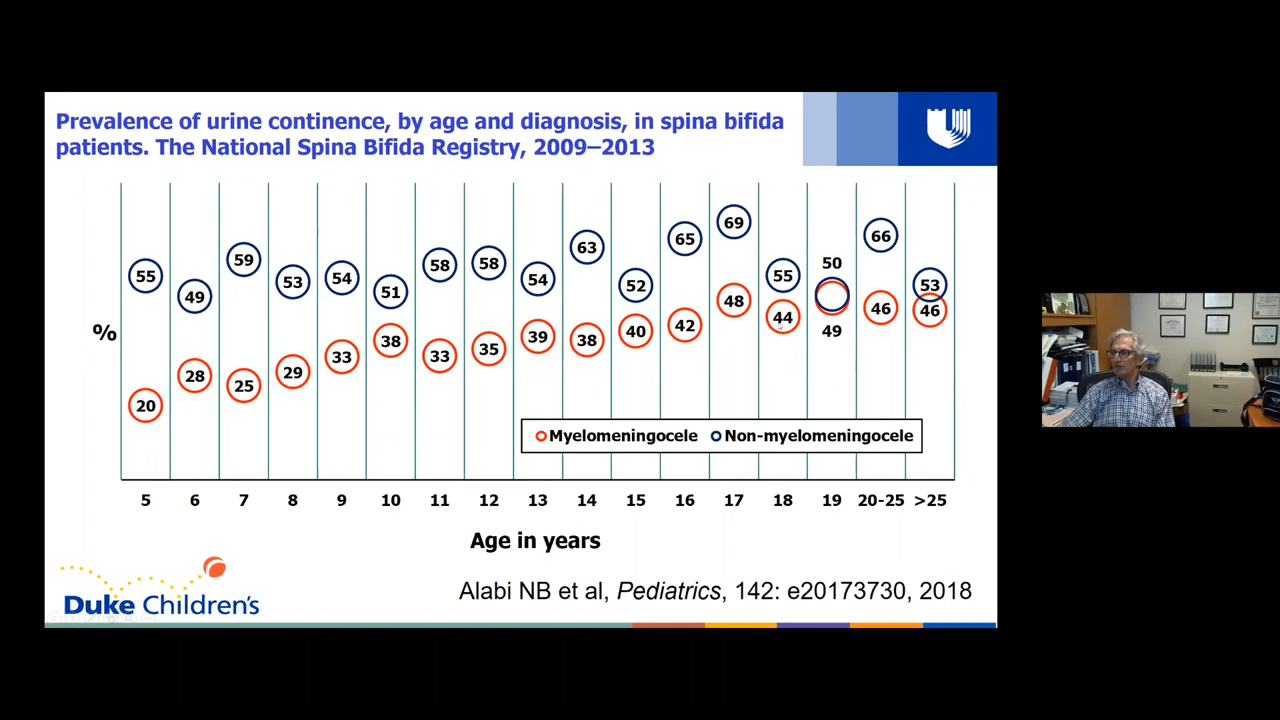 Prevalence of urine continence, by age and diagnosis, in spina bifida
patients. The National Spina Bifida Registry, 2009–2013
%
55 49 59 53 54 51 58 58 54 63 52 65 69 55 50 66 53
20 28 25 29 33 38 33 35 39 38 40 42 48 44 49 46 46
Myelomeningocele Non-myelomeningocele
5 6 7 8 9 10 11 12 13 14 15 16 17 18 19 20-25 >25
Age in years
Alabi NB et al, Pediatrics, 142: e20173730, 2018
Duke Children's